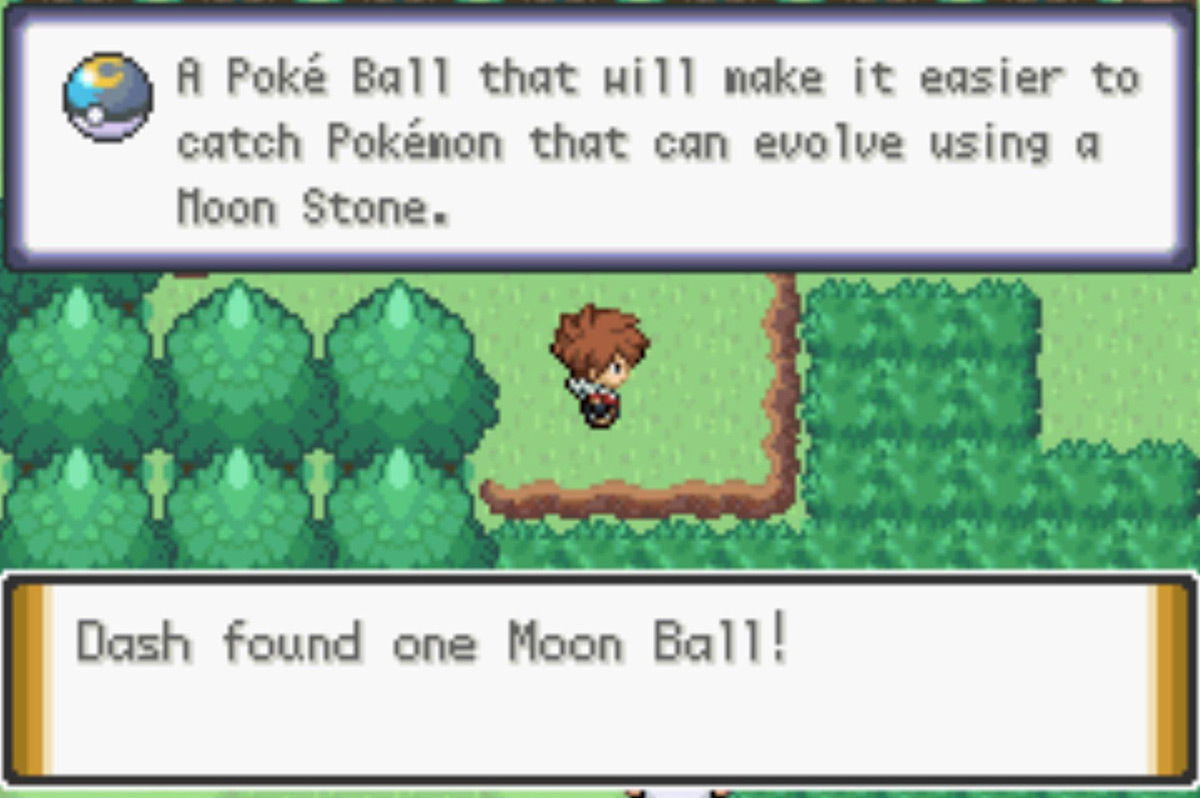 A Poké Ball that will make it easier to
catch Pokémon that can evolve using a
Moon Stone.
Dash found one Moon Ball!